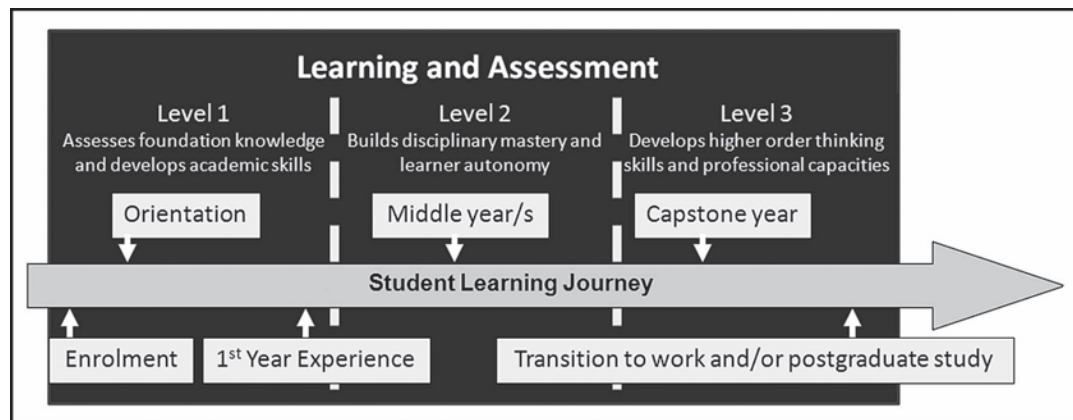 Learning and Assessment
Level 1
Assesses foundation knowledge
and develops academic skills
Level 2
Builds disciplinary mastery and
learner autonomy
Level 3
Develops higher order thinking
skills and professional capacities
Orientation
Middle year/s
Capstone year
Student Learning Journey
Enrolment
1st Year Experience
Transition to work and/or postgraduate study